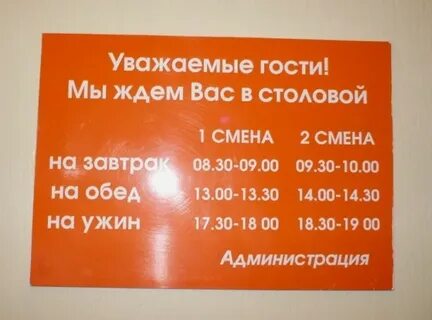 Уважаемые гости!
Мы ждем Вас в столовой
1 СМЕНА 2 СМЕНА
на завтрак 08.30-09.00 09.30-10.00
на обед 13.00-13.30 14.00-14.30
на ужин 17.30-18 00 18.30-19 00
Администрация